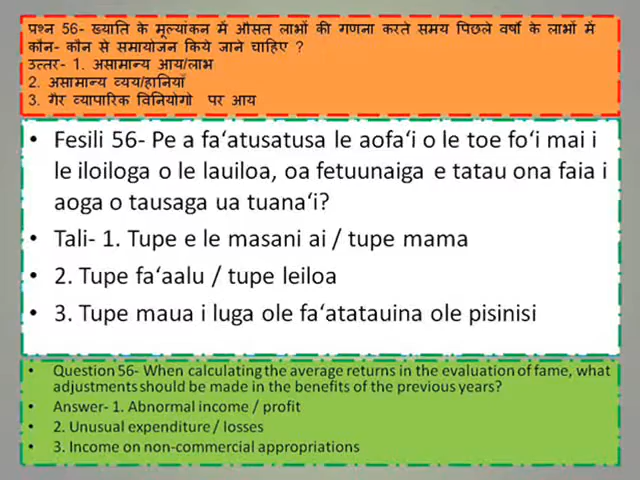 प्रश्न 56- ख्याति के मूल्यांकन में औसत लाभों की गणना करते समय पिछले वर्षों के लाभों में
कौन- कौन से समायोजन किये जाने चाहिए ?
उत्तर- 1. असामान्य आय/लाभ
2. असामान्य व्यय/हानियाँ
3. गैर व्यापारिक विनियोगो पर आय
• Fesili 56- Pe a fa‘atusatusa le aofa‘i o le toe fo‘i mai i
le iloiloga o le lauiloa, oa fetuunaiga e tatau ona faia i
aoga o tausaga ua tuana‘i?
• Tali- 1. Tupe e le masani ai / tupe mama
• 2. Tupe fa‘aalu / tupe leiloa
• 3. Tupe maua i luga ole fa‘atatauina ole pisinisi
• Question 56- When calculating the average returns in the evaluation of fame, what
adjustments should be made in the benefits of the previous years?
• Answer- 1. Abnormal income / profit
• 2. Unusual expenditure / losses
• 3. Income on non-commercial appropriations